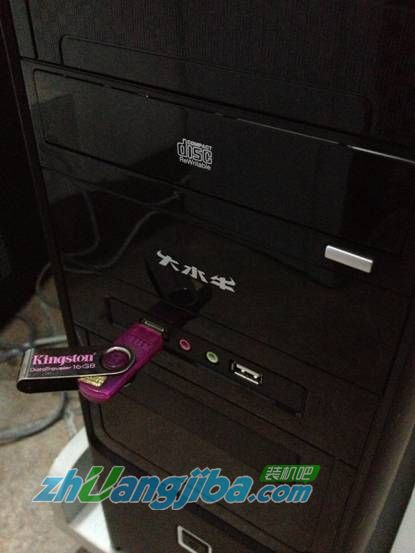 COMPACT
disc
ReWritable
大水牛
Kingston
DataTraveler 16GB
装机吧
zhuangjiba.com